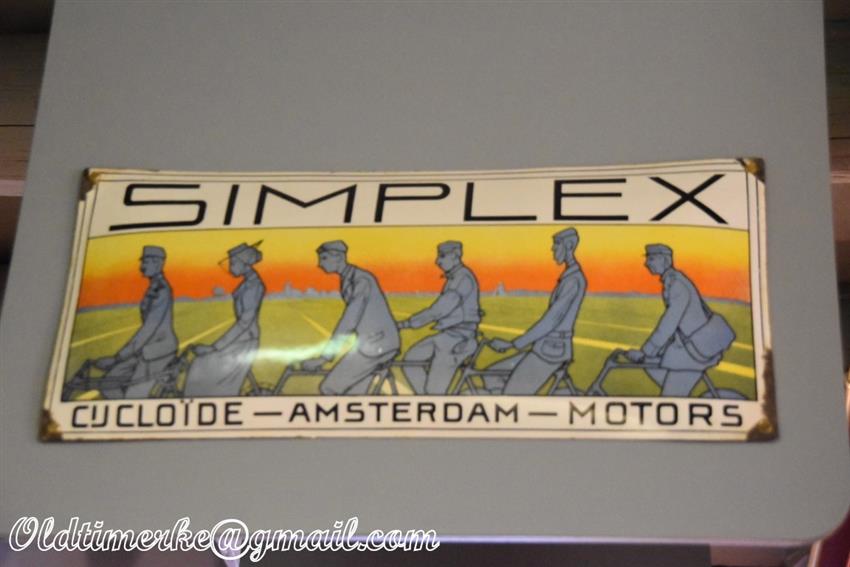 SIMPLEX
CIJCLOÏDE — AMSTERDAM — MOTORS
Oldtimerke@gmail.com